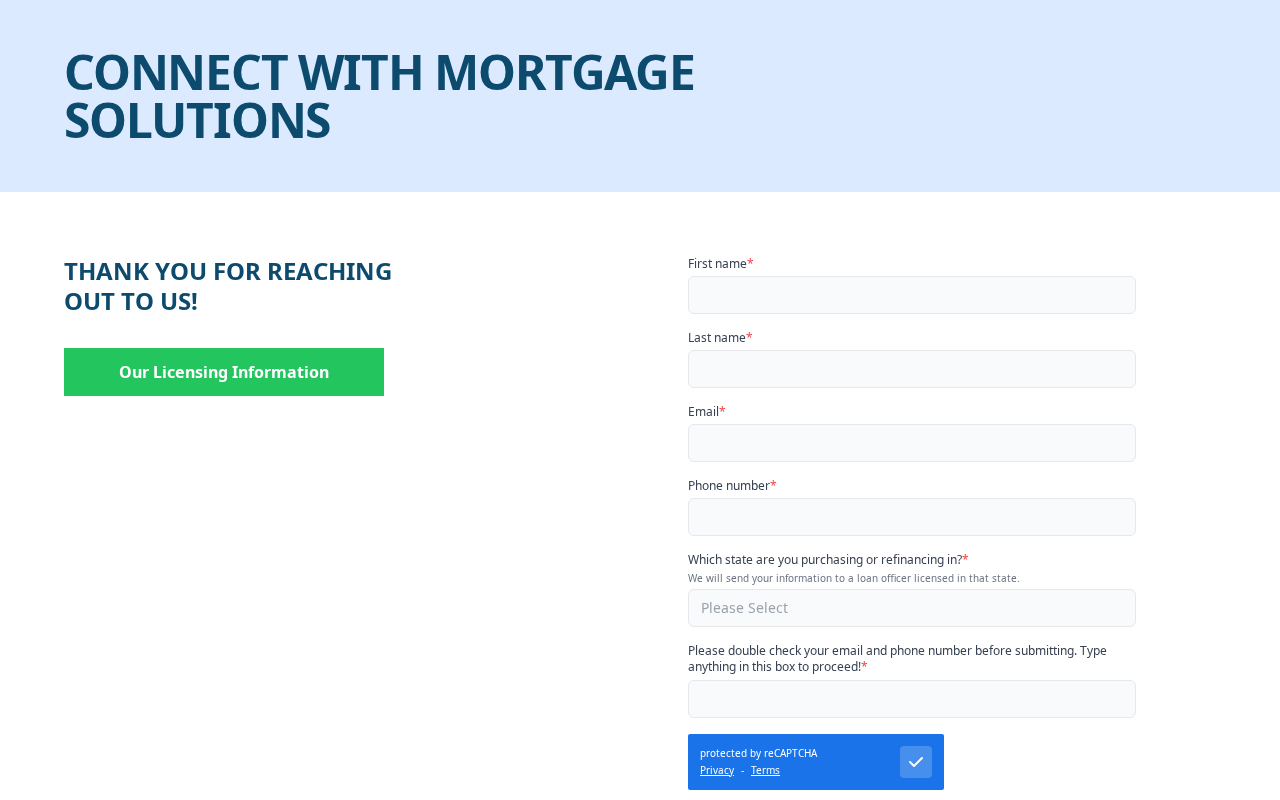 CONNECT WITH MORTGAGE
SOLUTIONS
THANK YOU FOR REACHING
OUT TO US!
Our Licensing Information
First name*
Last name*
Email*
Phone number*
Which state are you purchasing or refinancing in?*
We will send your information to a loan officer licensed in that state.
Please Select
Please double check your email and phone number before submitting. Type
anything in this box to proceed!*
protected by reCAPTCHA
Privacy - Terms